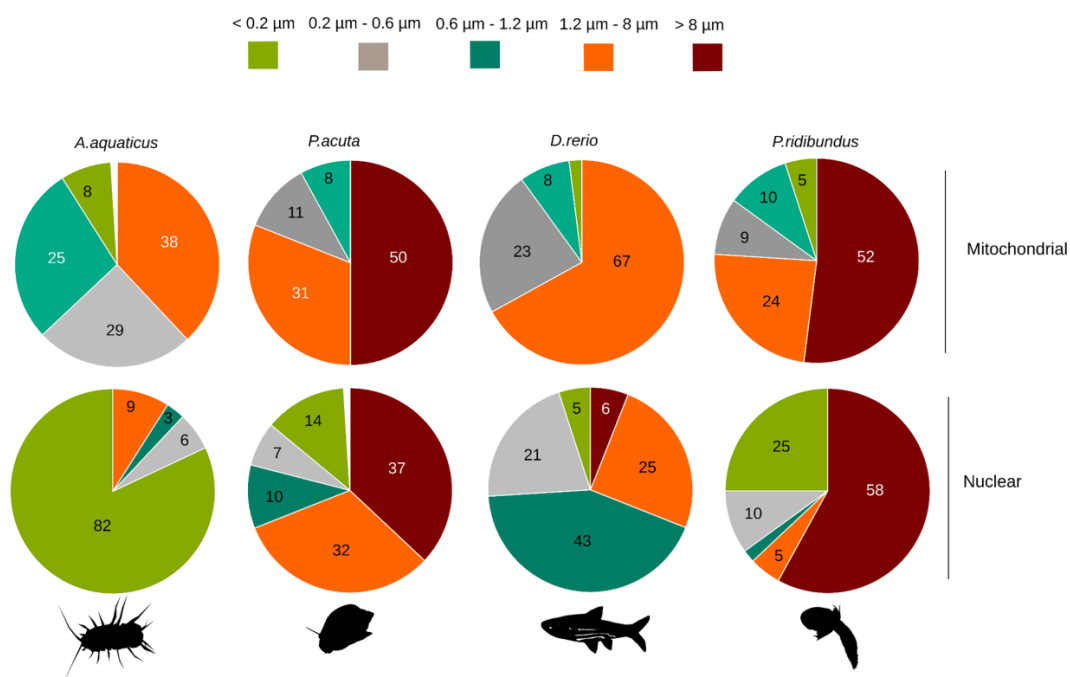 < 0.2 µm 0.2 µm - 0.6 µm 0.6 µm - 1.2 µm 1.2 µm - 8 µm > 8 µm
A.aquaticus P.acuta D.rerio P.ridibundus
8 38 25 29
8 11 50 31
8 23 67
5 10 9 52 24
Mitochondrial
9 3 6 82
14 7 37 10 32
5 6 21 25 43
25 58 10 5
Nuclear